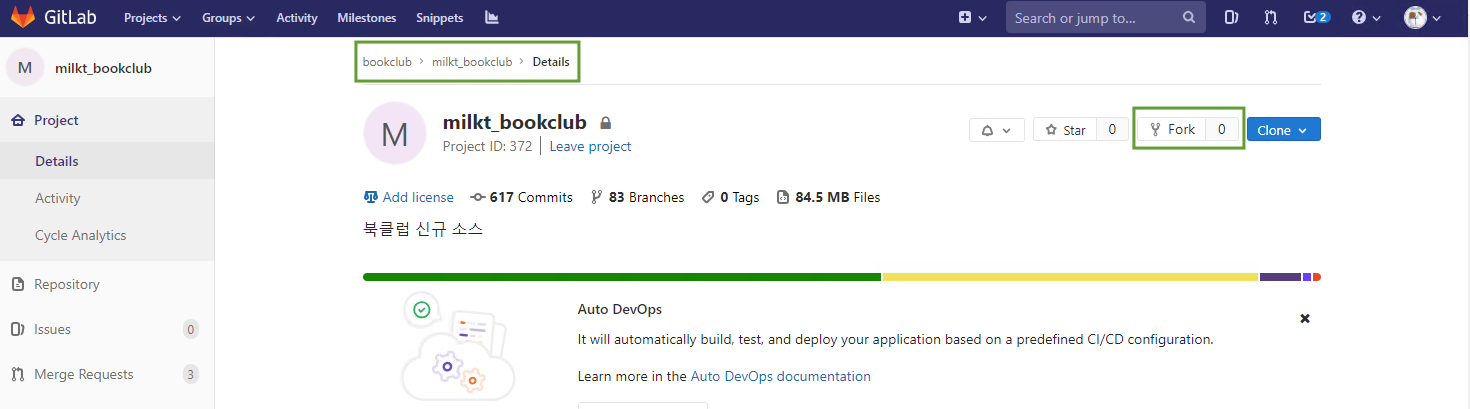 GitLab Projects Groups Activity Milestones Snippets Search or jump to... 2
M milkt_bookclub
Project
Details
Activity
Cycle Analytics
Repository
Issues 0
Merge Requests 3
bookclub > milkt_bookclub > Details
M
milkt_bookclub
Project ID: 372 | Leave project
Star 0 Fork 0 Clone
Add license 617 Commits 83 Branches 0 Tags 84.5 MB Files
북클럽 신규 소스
Auto DevOps
It will automatically build, test, and deploy your application based on a predefined CI/CD configuration.
Learn more in the Auto DevOps documentation